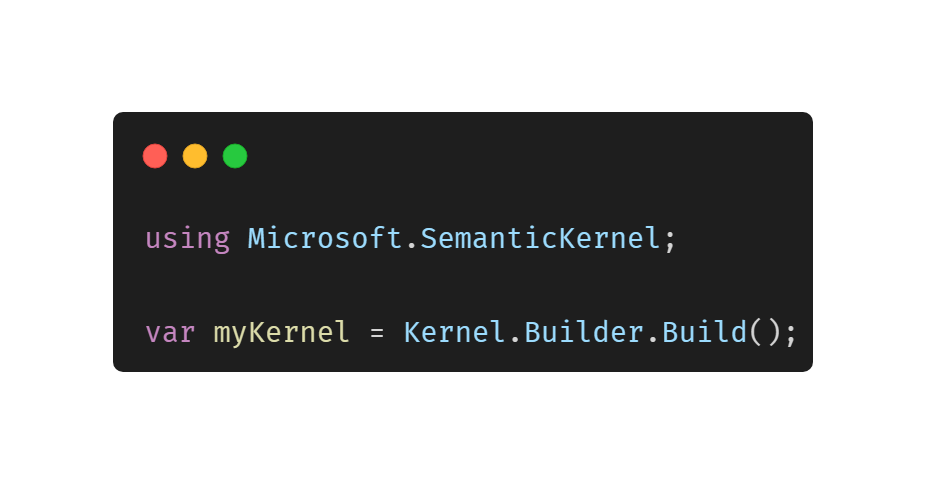 using Microsoft.SemanticKernel;
var myKernel = Kernel.Builder.Build();